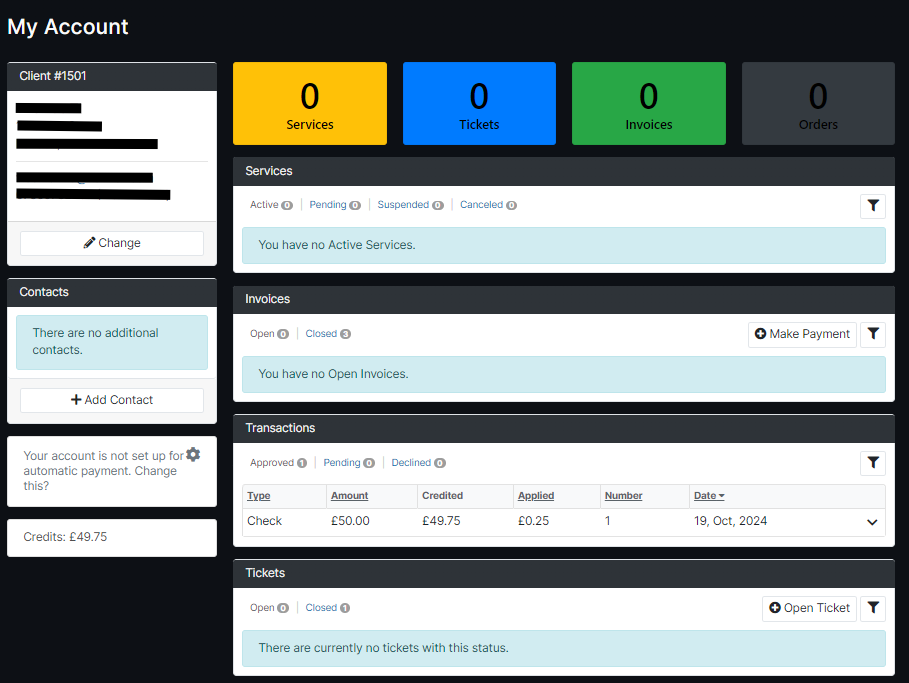 My Account
Client #1501
Change
Contacts
There are no additional
contacts.
Add Contact
Your account is not set up for
automatic payment. Change
this?
Credits: £49.75
0
Services
0
Tickets
0
Invoices
0
Orders
Services
Active 0 Pending 0 Suspended 0 Canceled 0
You have no Active Services.
Invoices
Open 0 Closed 3
Make Payment
You have no Open Invoices.
Transactions
Approved 1 Pending 0 Declined 0
Type Amount Credited Applied Number Date
Check £50.00 £49.75 £0.25 1 19, Oct, 2024
Tickets
Open 0 Closed 1
Open Ticket
There are currently no tickets with this status.